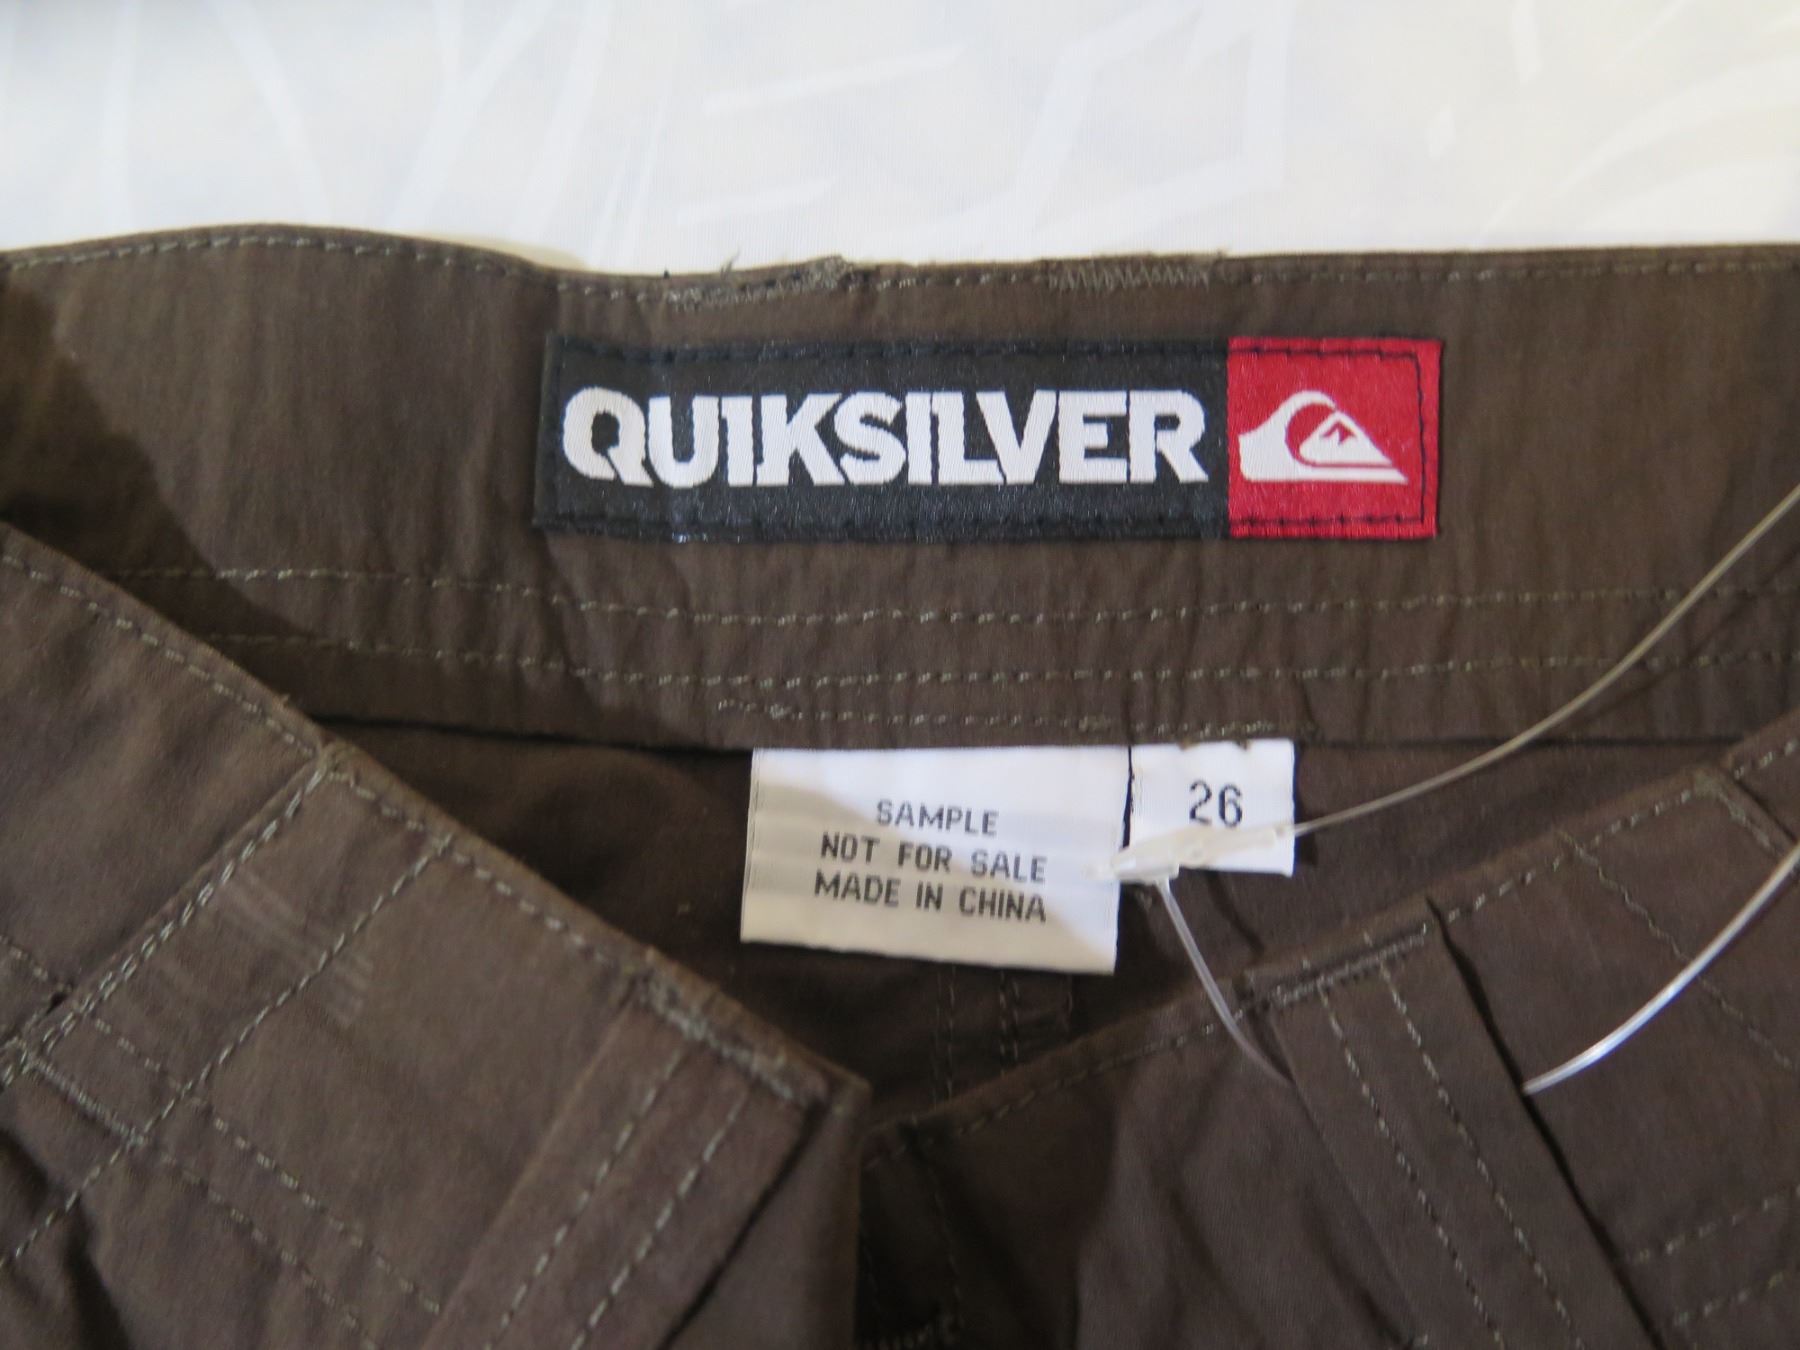 QUIKSILVER
SAMPLE
NOT FOR SALE
MADE IN CHINA
26